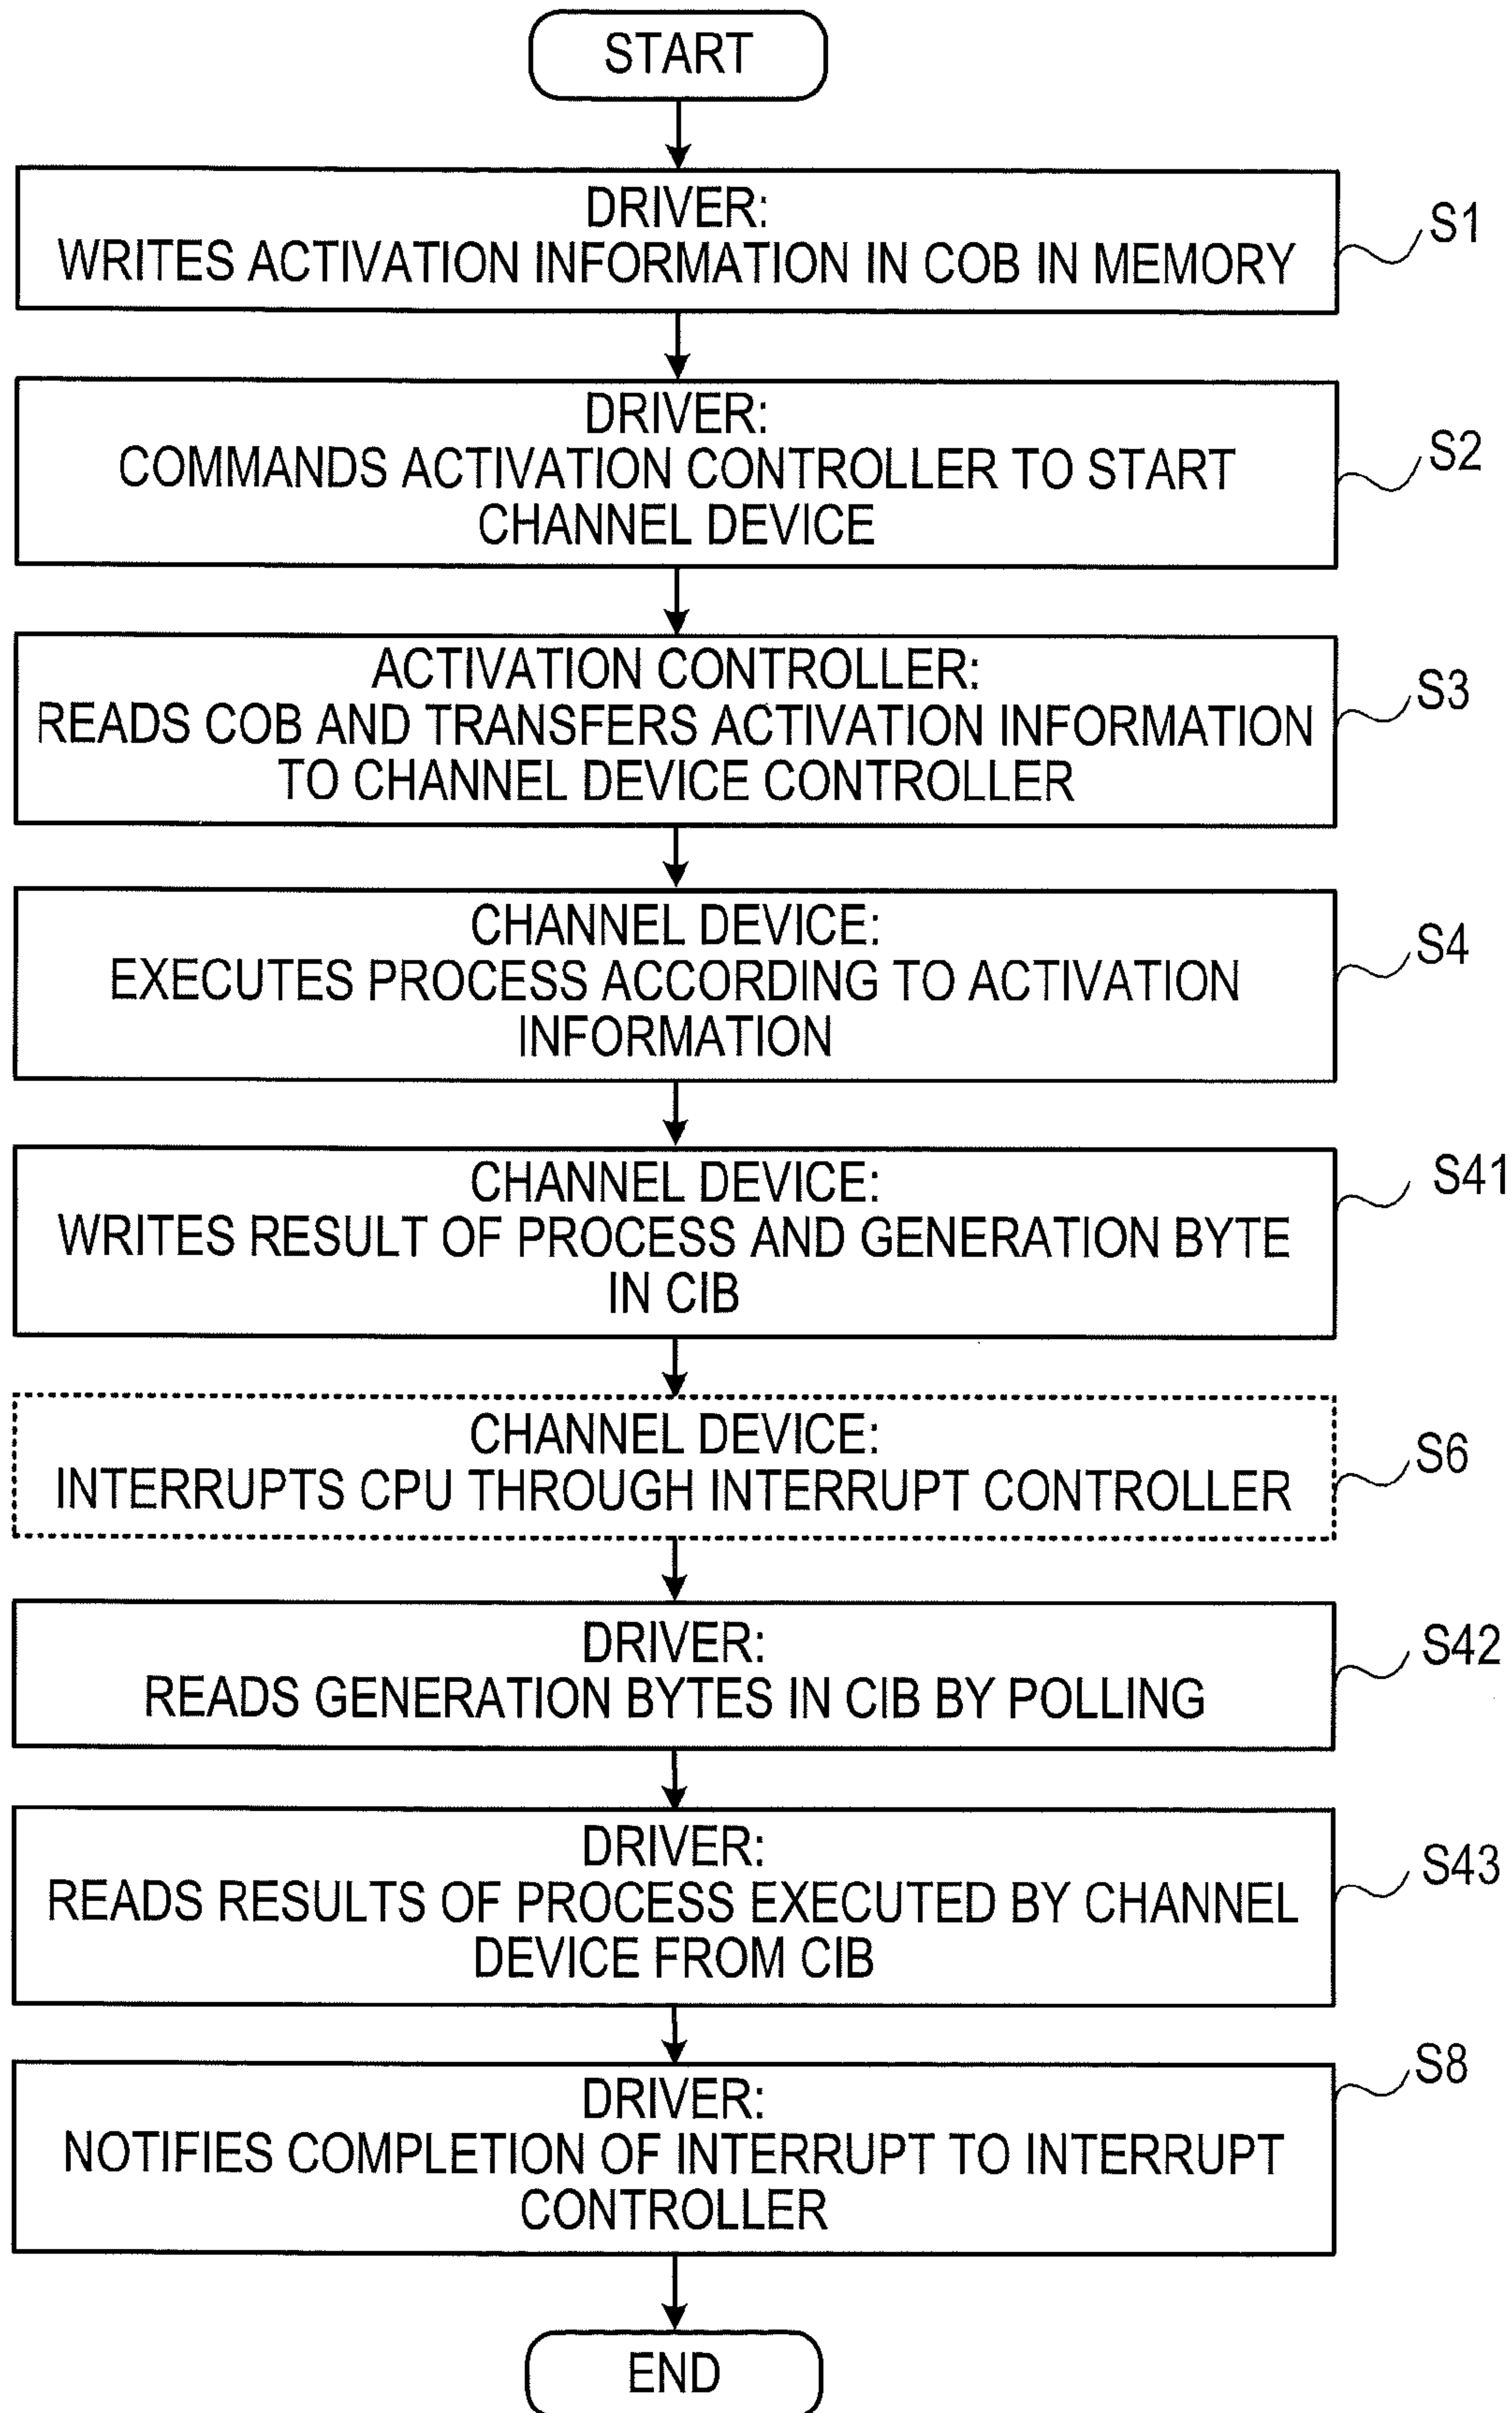 START
DRIVER:
WRITES ACTIVATION INFORMATION IN COB IN MEMORY
S1
DRIVER:
COMMANDS ACTIVATION CONTROLLER TO START
CHANNEL DEVICE
S2
ACTIVATION CONTROLLER:
READS COB AND TRANSFERS ACTIVATION INFORMATION
TO CHANNEL DEVICE CONTROLLER
S3
CHANNEL DEVICE:
EXECUTES PROCESS ACCORDING TO ACTIVATION
INFORMATION
S4
CHANNEL DEVICE:
WRITES RESULT OF PROCESS AND GENERATION BYTE
IN CIB
S41
CHANNEL DEVICE:
INTERRUPTS CPU THROUGH INTERRUPT CONTROLLER
S6
DRIVER:
READS GENERATION BYTES IN CIB BY POLLING
S42
DRIVER:
READS RESULTS OF PROCESS EXECUTED BY CHANNEL
DEVICE FROM CIB
S43
DRIVER:
NOTIFIES COMPLETION OF INTERRUPT TO INTERRUPT
CONTROLLER
S8
END